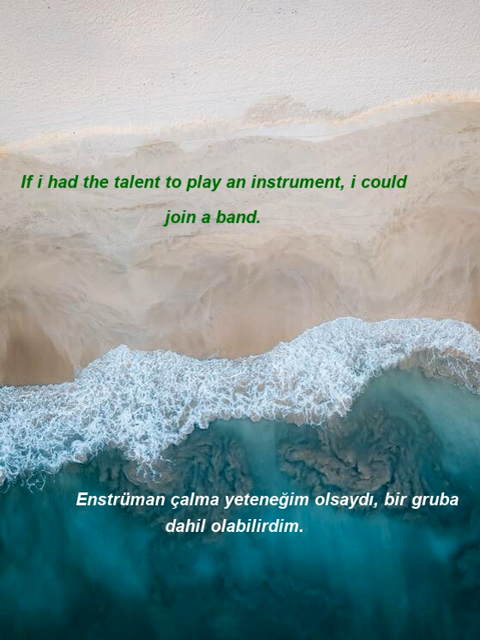 If i had the talent to play an instrument, i could
join a band.
Enstrüman çalma yeteneğim olsaydı, bir gruba
dahil olabilirdim.